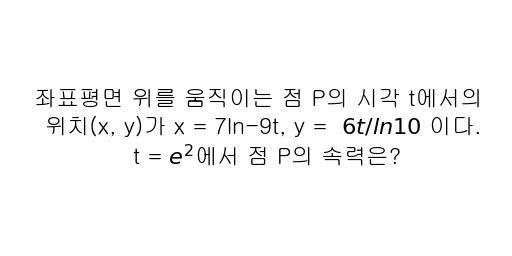 좌표평면 위를 움직이는 점 P의 시각 t에서의
위치(x, y)가 x = 7ln-9t, y = 6t/ln10 이다.
t = e²에서 점 P의 속력은?